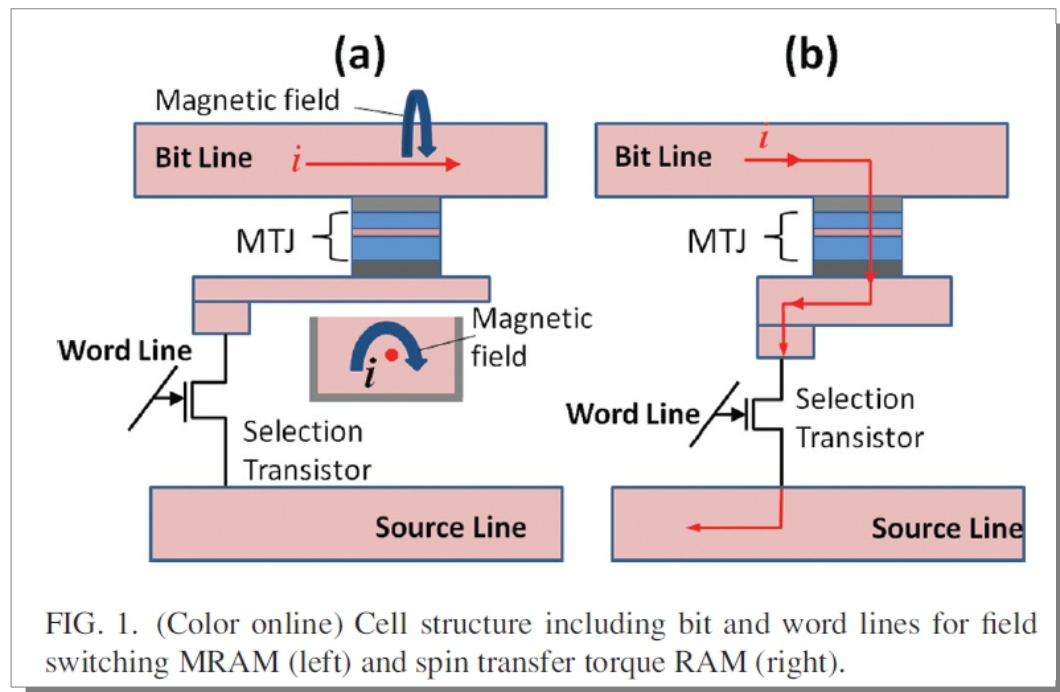 (a)
Magnetic field
Bit Line
i
MTJ
Magnetic
field
i
Word Line
Selection
Transistor
Source Line
(b)
Bit Line
i
MTJ
Word Line
Selection
Transistor
Source Line
FIG. 1. (Color online) Cell structure including bit and word lines for field
switching MRAM (left) and spin transfer torque RAM (right).